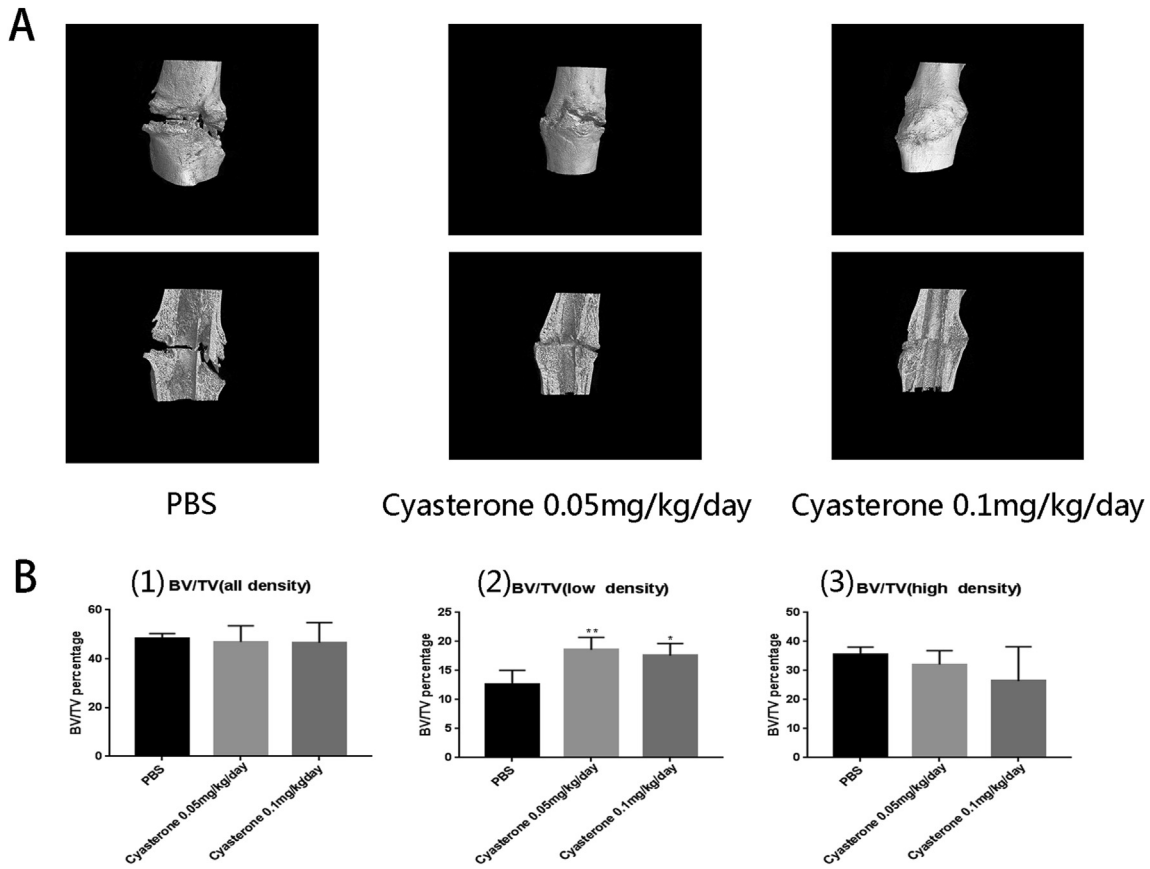 A
PBS
Cyasterone 0.05mg/kg/day
Cyasterone 0.1mg/kg/day
B
(1) BV/TV(all density)
60
40
20
0
BV/TV percentage
PBS
Cyasterone 0.05mg/kg/day
Cyasterone 0.1mg/kg/day
(2) BV/TV(low density)
25
20
15
10
5
0
BV/TV percentage
**
*
PBS
Cyasterone 0.05mg/kg/day
Cyasterone 0.1mg/kg/day
(3) BV/TV(high density)
50
40
30
20
10
0
BV/TV percentage
PBS
Cyasterone 0.05mg/kg/day
Cyasterone 0.1mg/kg/day